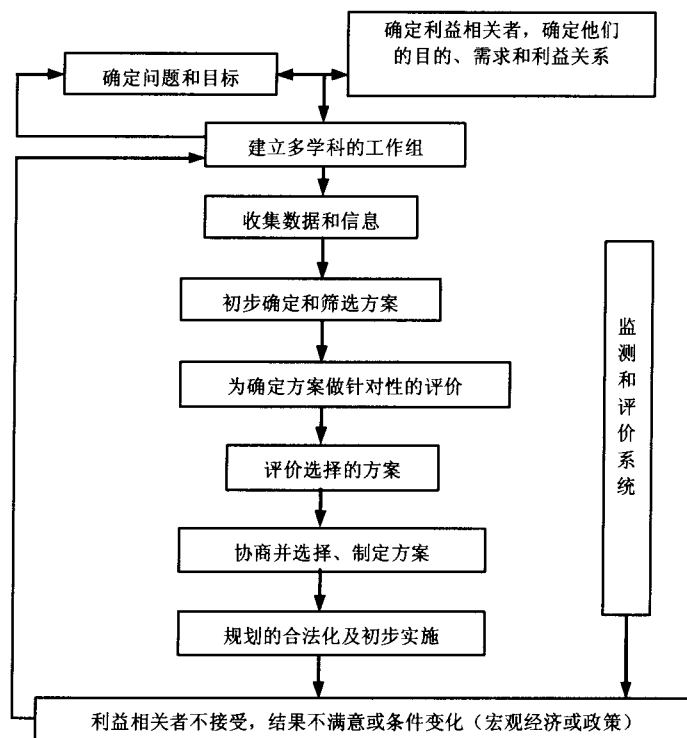 确定利益相关者，确定他们
的目的、需求和利益关系
确定问题和目标
建立多学科的工作组
收集数据和信息
初步确定和筛选方案
为确定方案做针对性的评价
评价选择的方案
协商并选择、制定方案
规划的合法化及初步实施
监测和评价系统
利益相关者不接受，结果不满意或条件变化（宏观经济或政策）